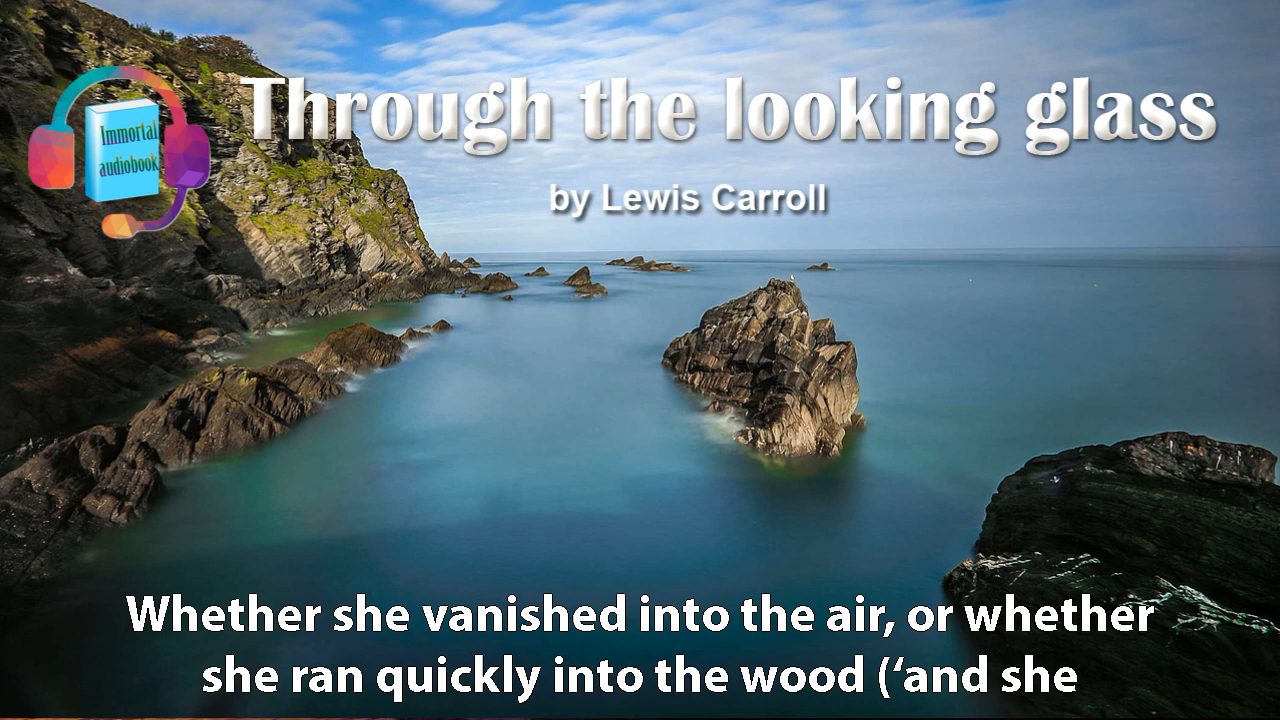 Through the looking glass
by Lewis Carroll
Immortal
audiobook
Whether she vanished into the air, or whether
she ran quickly into the wood (‘and she